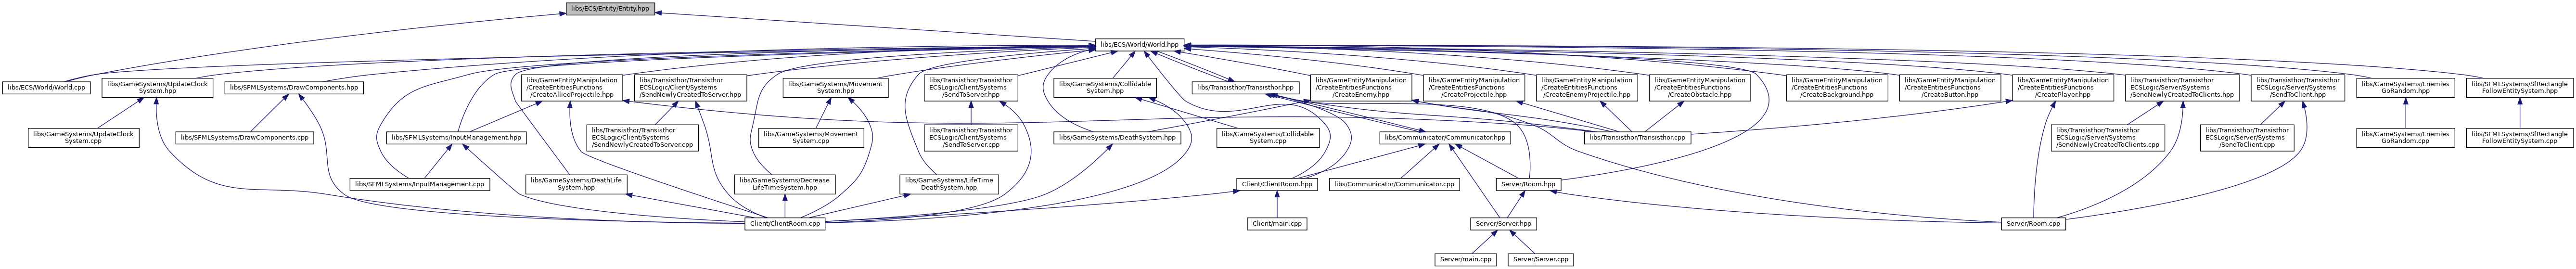 libs/ECS/Entity/Entity.hpp
libs/ECS/World/World.hpp
libs/ECS/World/World.cpp
libs/GameSystems/UpdateClock
System.hpp
libs/SFMLSystems/DrawComponents.hpp
libs/GameEntityManipulation
/CreateEntitiesFunctions
/CreateAlliedProjectile.hpp
libs/Transisthor/Transisthor
ECSLogic/Client/Systems
/SendNewlyCreatedToServer.hpp
libs/GameSystems/Movement
System.hpp
libs/Transisthor/Transisthor
ECSLogic/Client/Systems
/SendToServer.hpp
libs/GameSystems/Collidable
System.hpp
libs/Transisthor/Transisthor.hpp
libs/GameEntityManipulation
/CreateEntitiesFunctions
/CreateEnemy.hpp
libs/GameEntityManipulation
/CreateEntitiesFunctions
/CreateProjectile.hpp
libs/GameEntityManipulation
/CreateEntitiesFunctions
/CreateEnemyProjectile.hpp
libs/GameEntityManipulation
/CreateEntitiesFunctions
/CreateObstacle.hpp
libs/GameEntityManipulation
/CreateEntitiesFunctions
/CreateBackground.hpp
libs/GameEntityManipulation
/CreateEntitiesFunctions
/CreateButton.hpp
libs/GameEntityManipulation
/CreateEntitiesFunctions
/CreatePlayer.hpp
libs/Transisthor/Transisthor
ECSLogic/Server/Systems
/SendNewlyCreatedToClients.hpp
libs/Transisthor/Transisthor
ECSLogic/Server/Systems
/SendToClient.hpp
libs/GameSystems/Enemies
GoRandom.hpp
libs/SFMLSystems/SfRectangle
FollowEntitySystem.hpp
libs/GameSystems/UpdateClock
System.cpp
libs/SFMLSystems/DrawComponents.cpp
libs/SFMLSystems/InputManagement.hpp
libs/Transisthor/Transisthor
ECSLogic/Client/Systems
/SendNewlyCreatedToServer.cpp
libs/GameSystems/Movement
System.cpp
libs/Transisthor/Transisthor
ECSLogic/Client/Systems
/SendToServer.cpp
libs/GameSystems/DeathSystem.hpp
libs/GameSystems/Collidable
System.cpp
libs/Communicator/Communicator.hpp
libs/Transisthor/Transisthor.cpp
libs/Transisthor/Transisthor
ECSLogic/Server/Systems
/SendNewlyCreatedToClients.cpp
libs/Transisthor/Transisthor
ECSLogic/Server/Systems
/SendToClient.cpp
libs/GameSystems/Enemies
GoRandom.cpp
libs/SFMLSystems/SfRectangle
FollowEntitySystem.cpp
libs/SFMLSystems/InputManagement.cpp
libs/GameSystems/DeathLife
System.hpp
libs/GameSystems/Decrease
LifeTimeSystem.hpp
libs/GameSystems/LifeTime
DeathSystem.hpp
Client/ClientRoom.hpp
libs/Communicator/Communicator.cpp
Server/Room.hpp
Client/ClientRoom.cpp
Client/main.cpp
Server/Server.hpp
Server/Room.cpp
Server/main.cpp
Server/Server.cpp